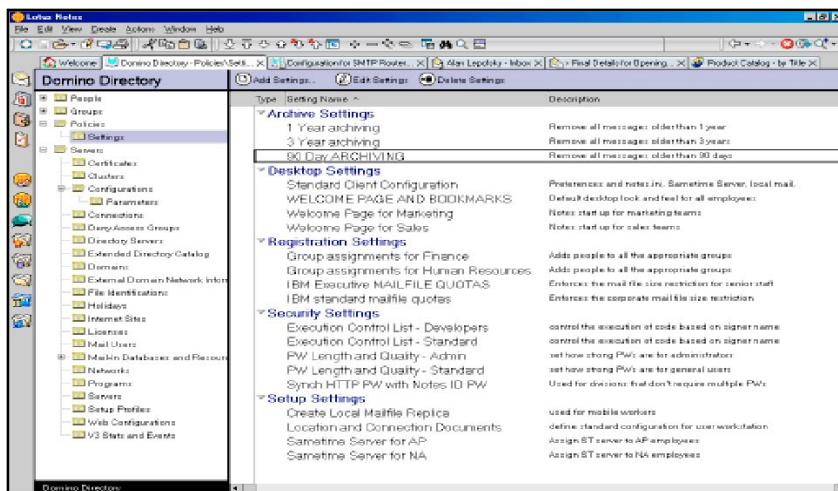 Lotus Notes
File Edit View Create Actions Window Help
Welcome
Domino Directory - Policies\Setti...
Configuration for SMTP Router...
Alan Lepofsky - Inbox
Final Details for Opening...
Product Catalog - by Title
Domino Directory
Add Settings... Edit Settings Delete Settings
People
Groups
Policies
Settings
Servers
Certificates
Clusters
Configurations
Parameters
Connections
Deny Access Groups
Directory Servers
Extended Directory Catalog
Domains
External Domain Network Inform
File Identifications
Holidays
Internet Sites
Licenses
Mail Users
Mail-In Databases and Resour
Networks
Programs
Servers
Setup Profiles
Web Configurations
V3 Stats and Events
Domino Directory
Type Setting Name Description
Archive Settings
1 Year archiving Remove all messages older than 1 year
3 Year archiving Remove all messages older than 3 years
90 Day ARCHIVING Remove all messages older than 90 days
Desktop Settings
Standard Client Configuration Preferences and notes.ini, Sametime Server, local mail,
WELCOME PAGE AND BOOKMARKS Default desktop look and feel for all employees
Welcome Page for Marketing Notes start up for marketing teams
Welcome Page for Sales Notes start up for sales teams
Registration Settings
Group assignments for Finance Adds people to all the appropriate groups
Group assignments for Human Resources Adds people to all the appropriate groups
IBM Executive MAILFILE QUOTAS Enforces the mail file size restriction for senior staff
IBM standard mailfile quotas Enforces the corporate mail file size restriction
Security Settings
Execution Control List - Developers control the execution of code based on signer name
Execution Control List - Standard control the execution of code based on signer name
PW Length and Quality - Admin set how strong PWs are for administrators
PW Length and Quality - Standard set how strong PWs are for general users
Synch HTTP PW with Notes ID PW Used for divisions that don't require multiple PWs
Setup Settings
Create Local Mailfile Replica used for mobile workers
Location and Connection Documents define standard configuration for user workstation
Sametime Server for AP Assign ST server to AP employees
Sametime Server for NA Assign ST server to NA employees